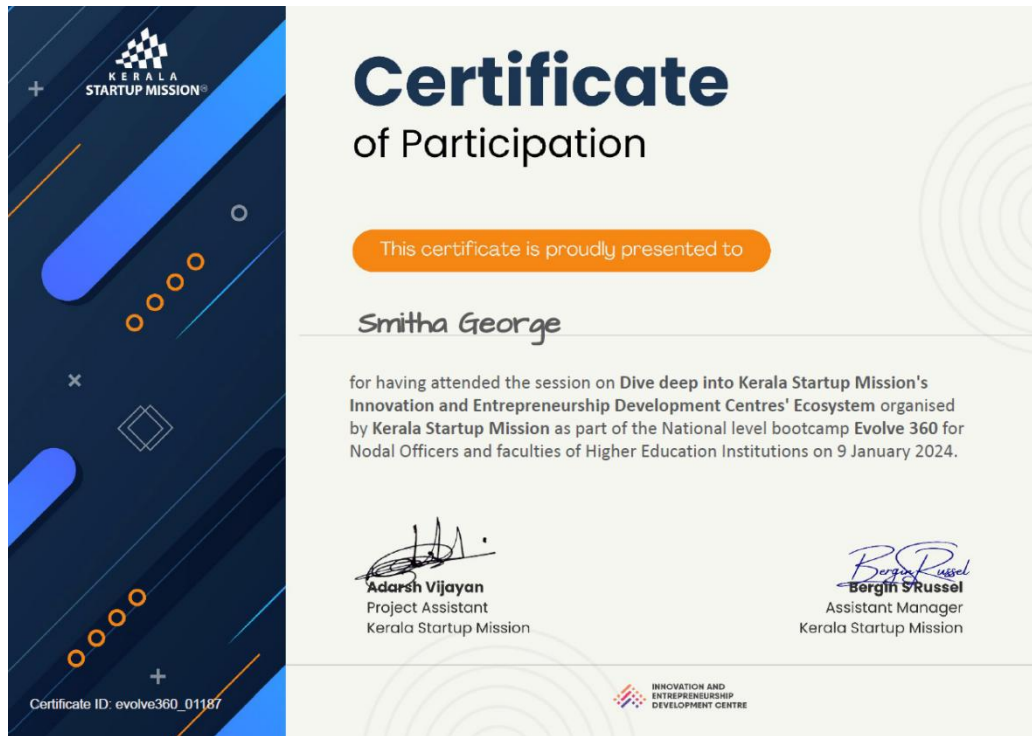 KERALA
STARTUP MISSION®
Certificate
of Participation
This certificate is proudly presented to
Smitha George
for having attended the session on Dive deep into Kerala Startup Mission's
Innovation and Entrepreneurship Development Centres' Ecosystem organised
by Kerala Startup Mission as part of the National level bootcamp Evolve 360 for
Nodal Officers and faculties of Higher Education Institutions on 9 January 2024.
Adarsh Vijayan
Project Assistant
Kerala Startup Mission
Bergin Russel
Bergin S Russel
Assistant Manager
Kerala Startup Mission
INNOVATION AND
ENTREPRENEURSHIP
DEVELOPMENT CENTRE
Certificate ID: evolve360_01187